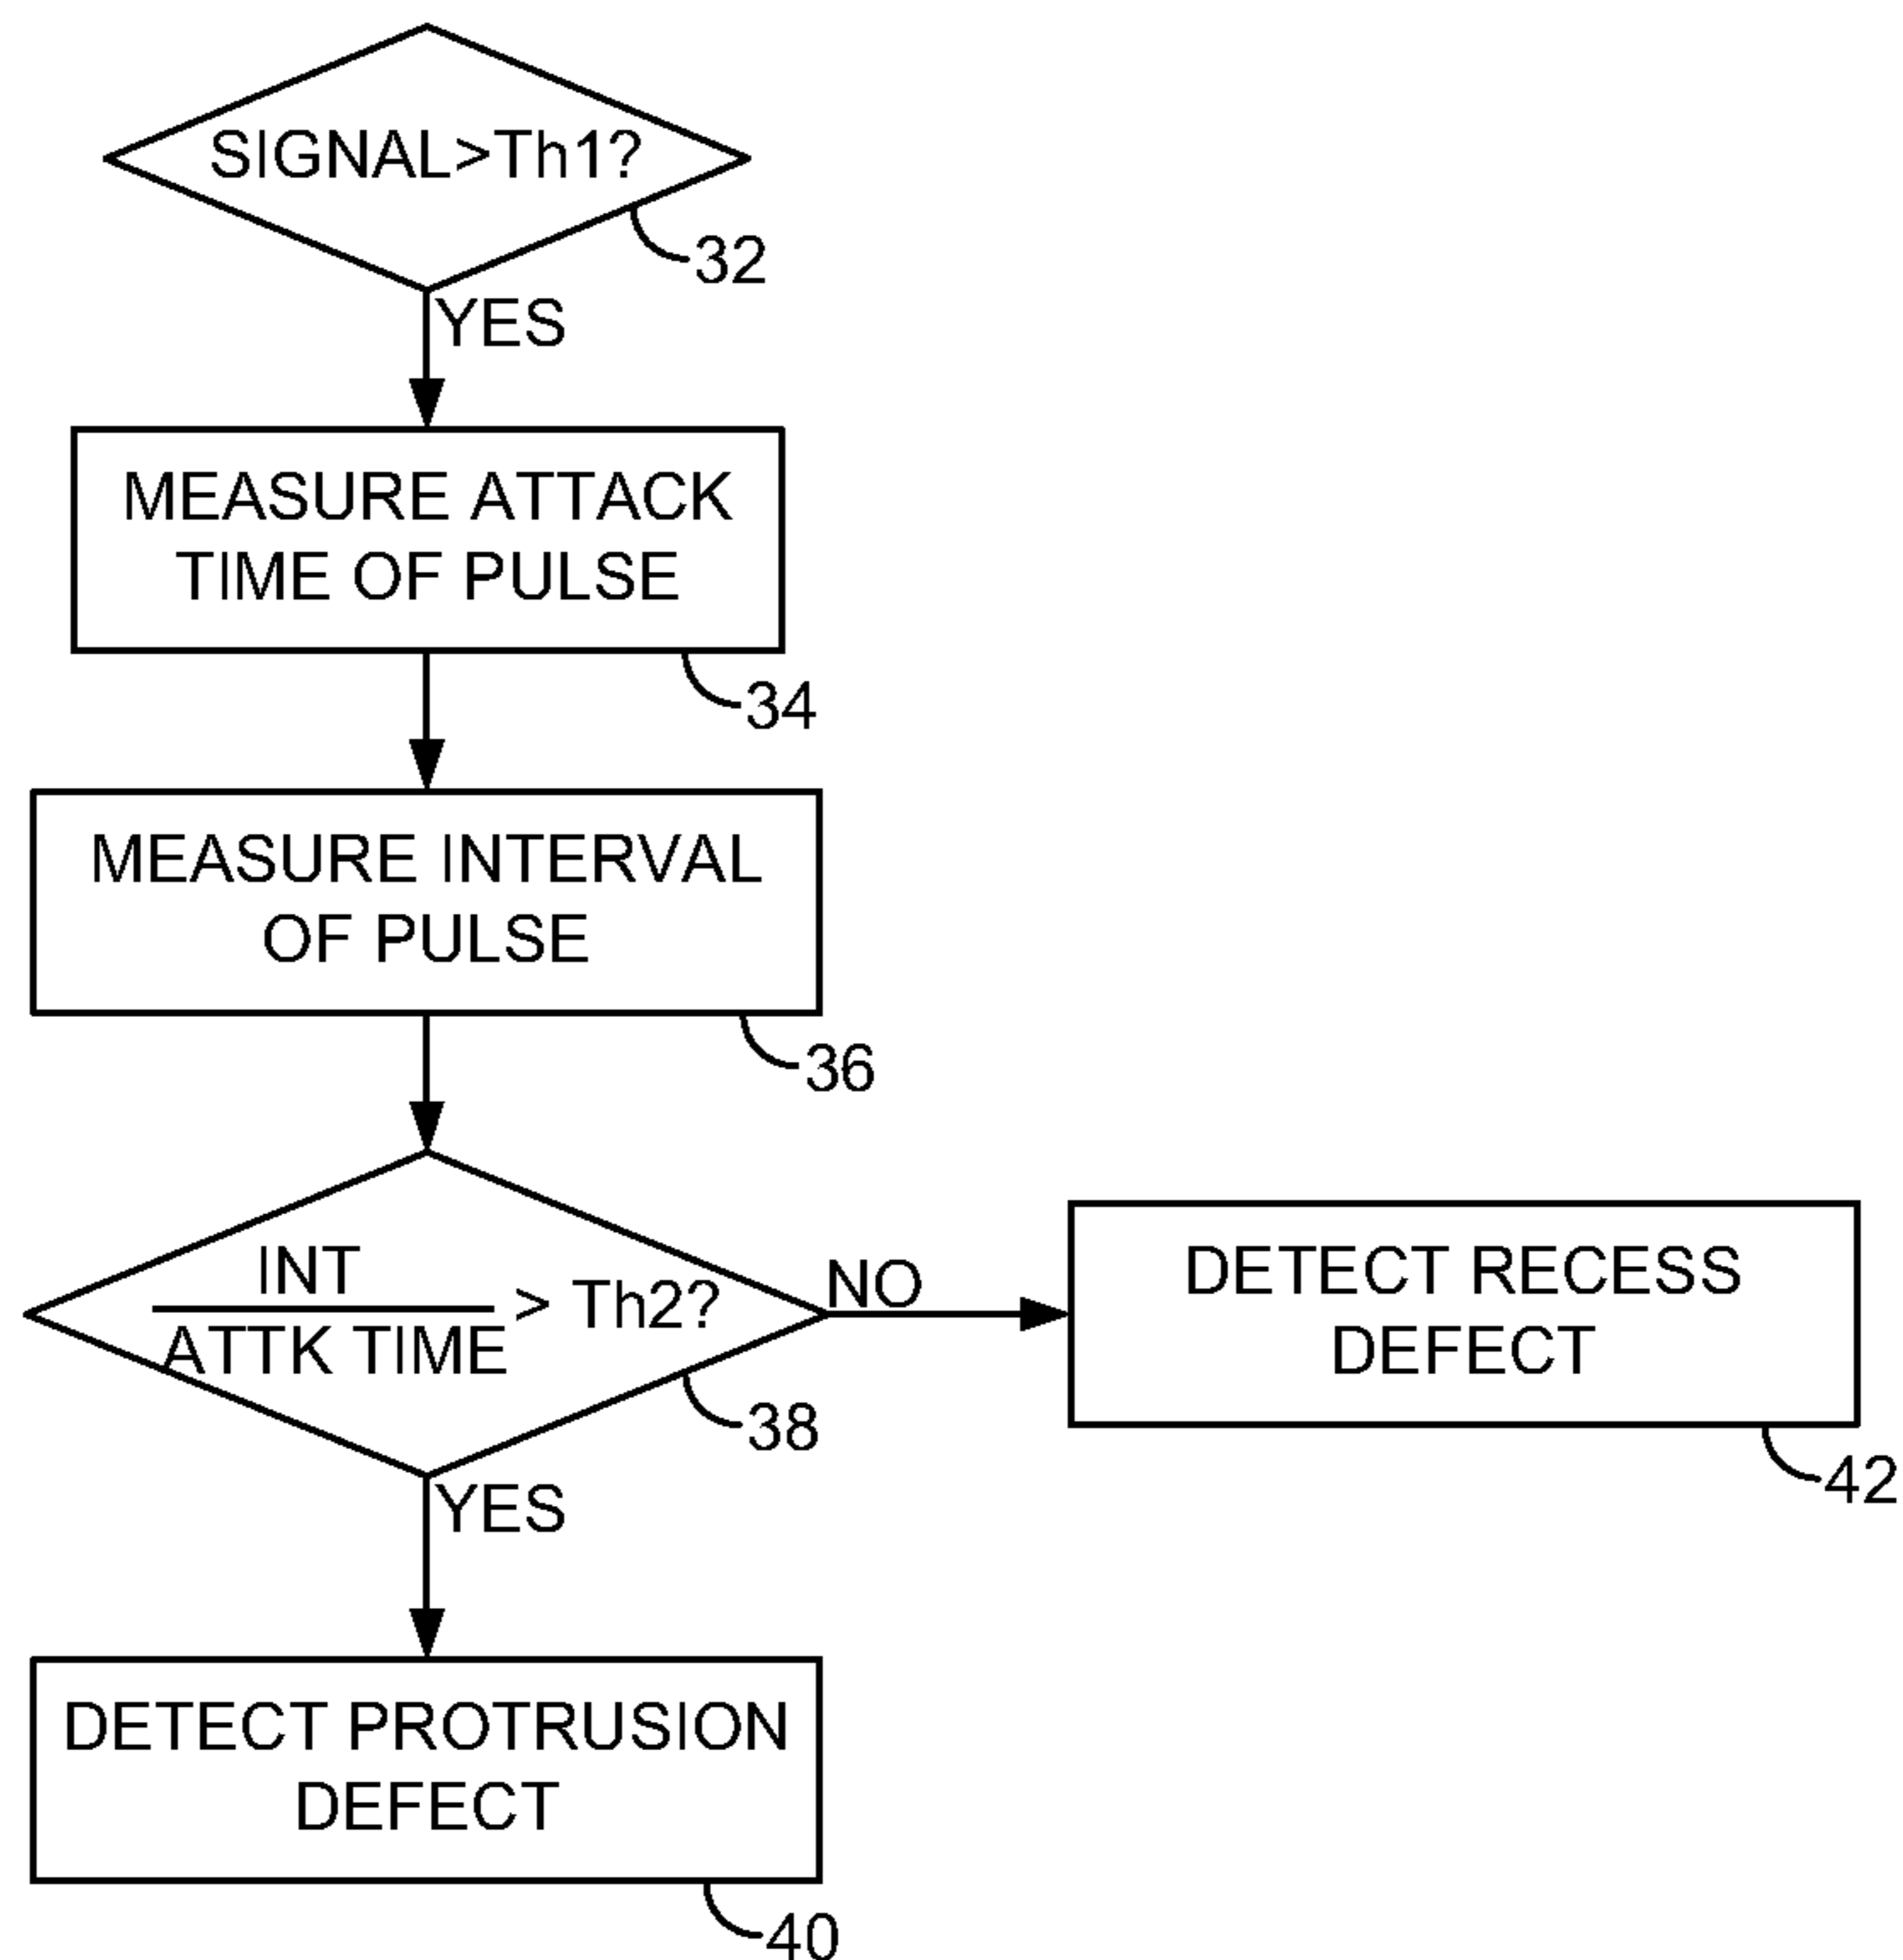 SIGNAL>Th1?
32
YES
MEASURE ATTACK
TIME OF PULSE
34
MEASURE INTERVAL
OF PULSE
36
INT
ATTK TIME
> Th2?
38
NO
DETECT RECESS
DEFECT
42
YES
DETECT PROTRUSION
DEFECT
40